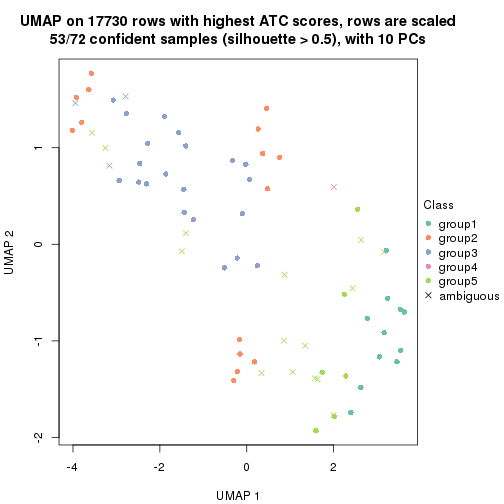 UMAP on 17730 rows with highest ATC scores, rows are scaled
53/72 confident samples (silhouette > 0.5), with 10 PCs
1
0
-1
-2
UMAP 2
-4
-2
0
2
UMAP 1
Class
group1
group2
group3
group4
group5
ambiguous